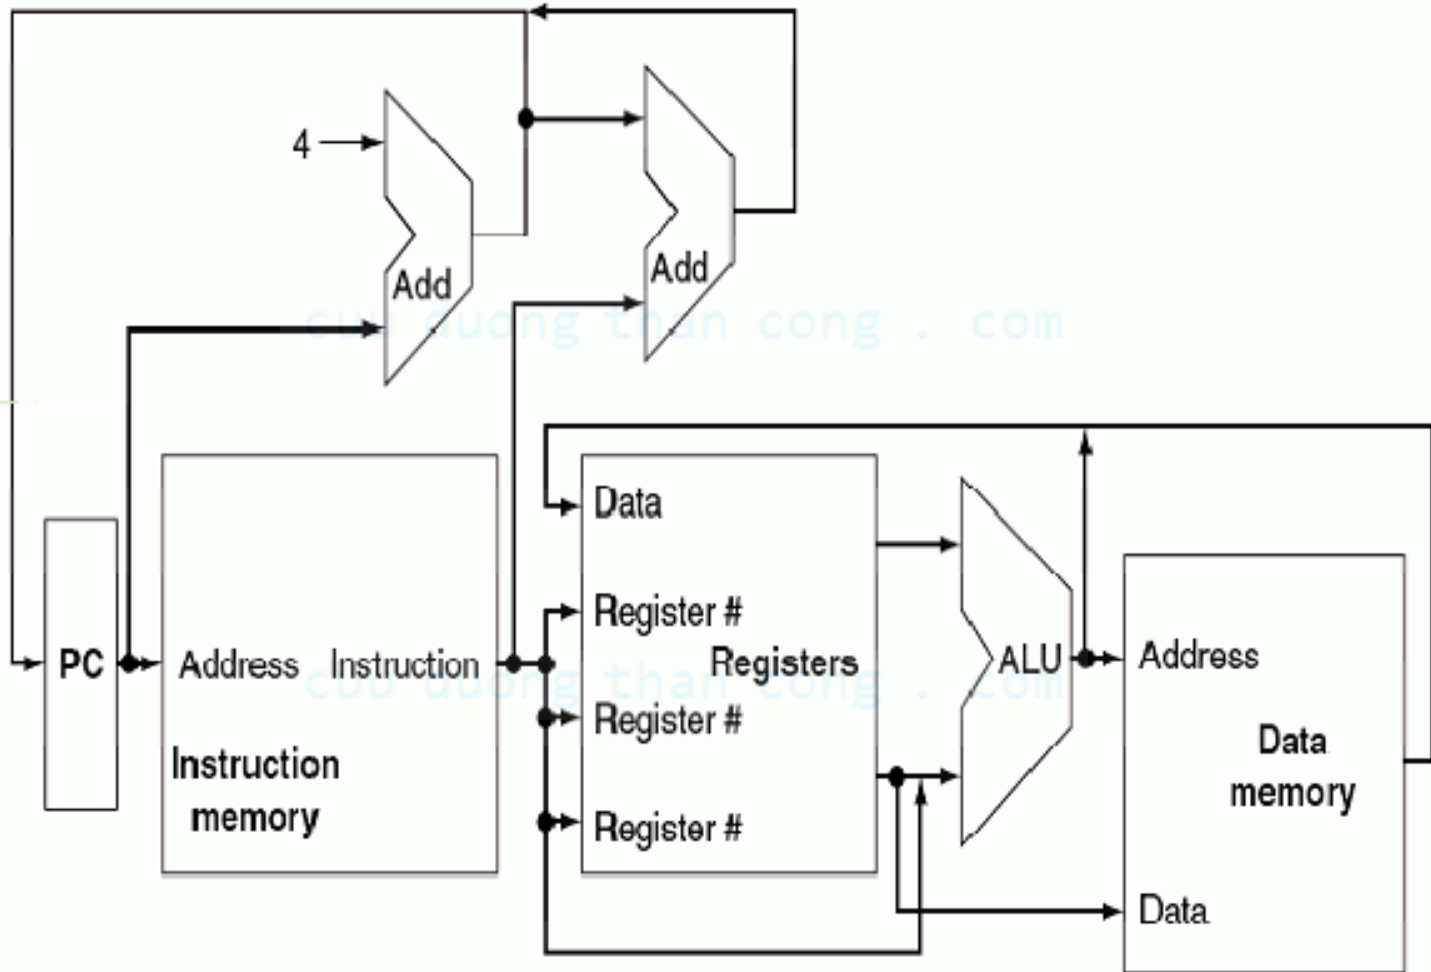 4
Add
Add
cuu duong than cong . com
Data
Register #
PC
Address
Instruction
Registers
ALU
Address
cuu duong than cong . com
Register #
Instruction
memory
Data
memory
Register #
Data